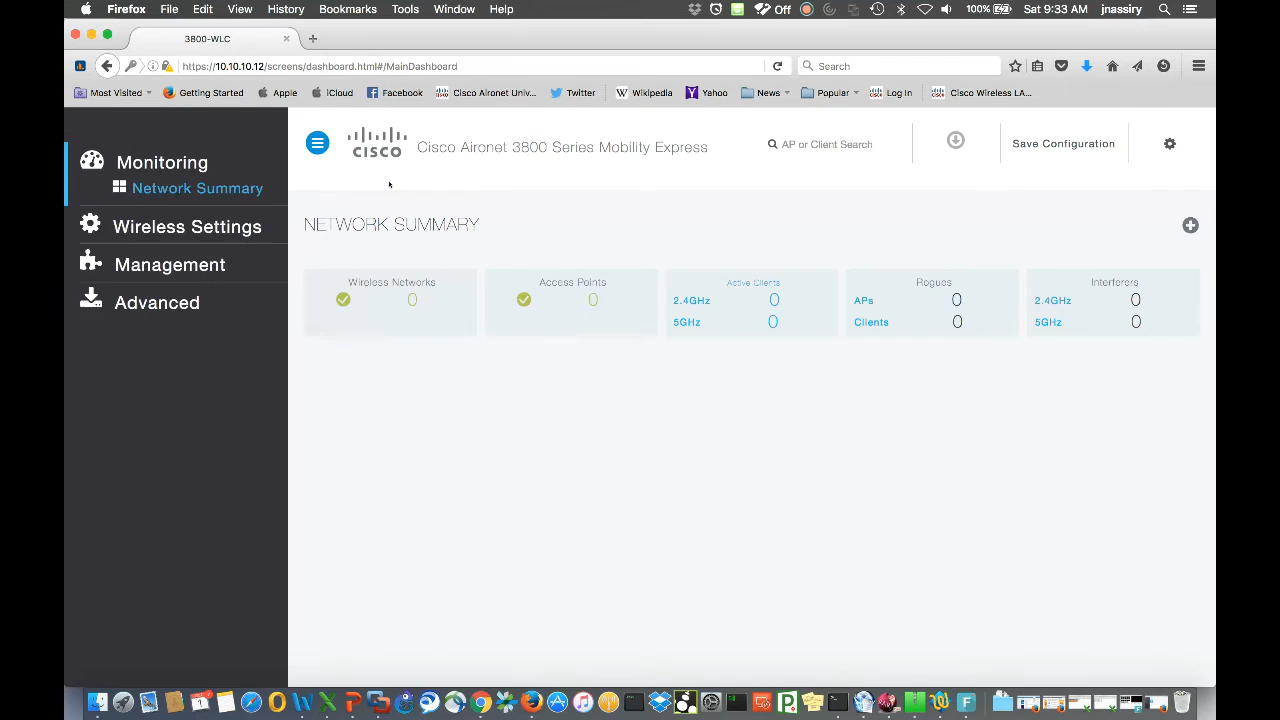 Firefox File Edit View History Bookmarks Tools Window Help Off 100% Sat 9:33 AM jnassiry
3800-WLC
https://10.10.10.12/screens/dashboard.html#/MainDashboard Search
Most Visited Getting Started Apple iCloud Facebook Cisco Aironet Univ... Twitter Wikipedia Yahoo News Popular Log In Cisco Wireless LA...
Monitoring
Network Summary
Wireless Settings
Management
Advanced
CISCO Cisco Aironet 3800 Series Mobility Express AP or Client Search Save Configuration
NETWORK SUMMARY
Wireless Networks
0
Access Points
0
Active Clients
2.4GHz 0
5GHz 0
Rogues
APs 0
Clients 0
Interferers
2.4GHz 0
5GHz 0